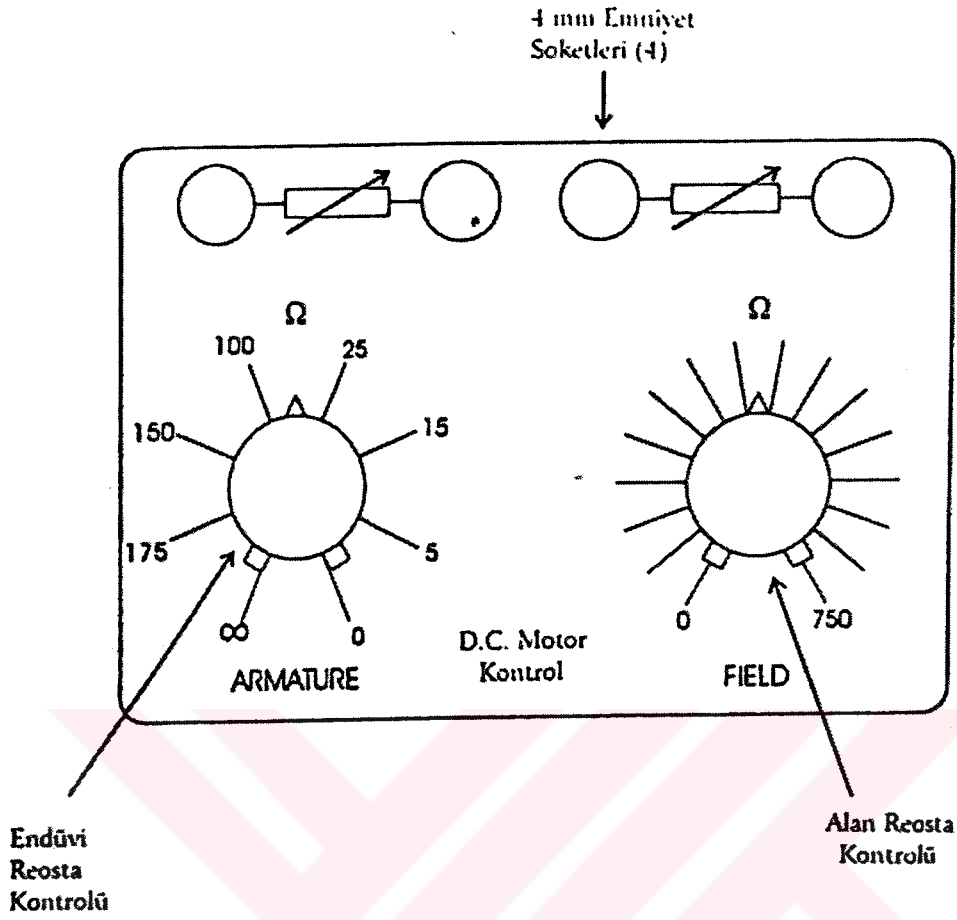 4 mm Emniyet
Soketleri (4)
Ω
Ω
100
25
150
15
175
5
∞
0
0
750
D.C. Motor
Kontrol
ARMATURE
FIELD
Endüvi
Reosta
Kontrolü
Alan Reosta
Kontrolü